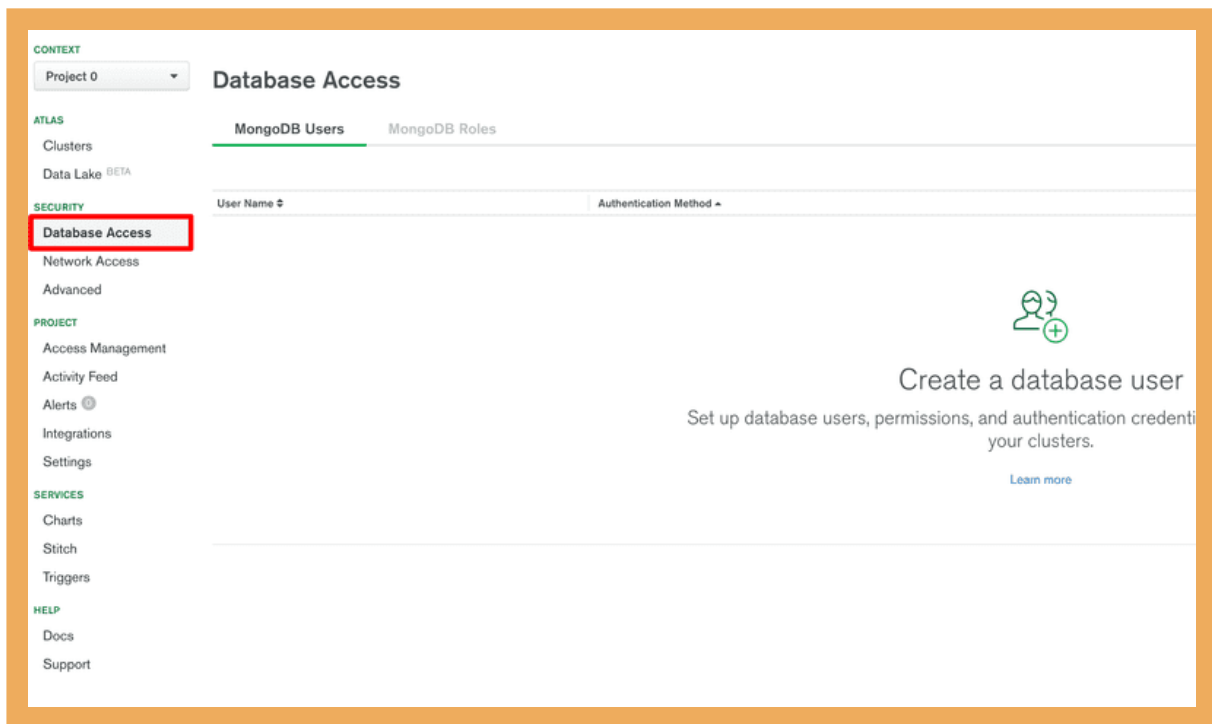 CONTEXT
Project 0
ATLAS
Clusters
Data Lake BETA
SECURITY
Database Access
Network Access
Advanced
PROJECT
Access Management
Activity Feed
Alerts 0
Integrations
Settings
SERVICES
Charts
Stitch
Triggers
HELP
Docs
Support
Database Access
MongoDB Users MongoDB Roles
User Name Authentication Method
Create a database user
Set up database users, permissions, and authentication credenti
your clusters.
Learn more